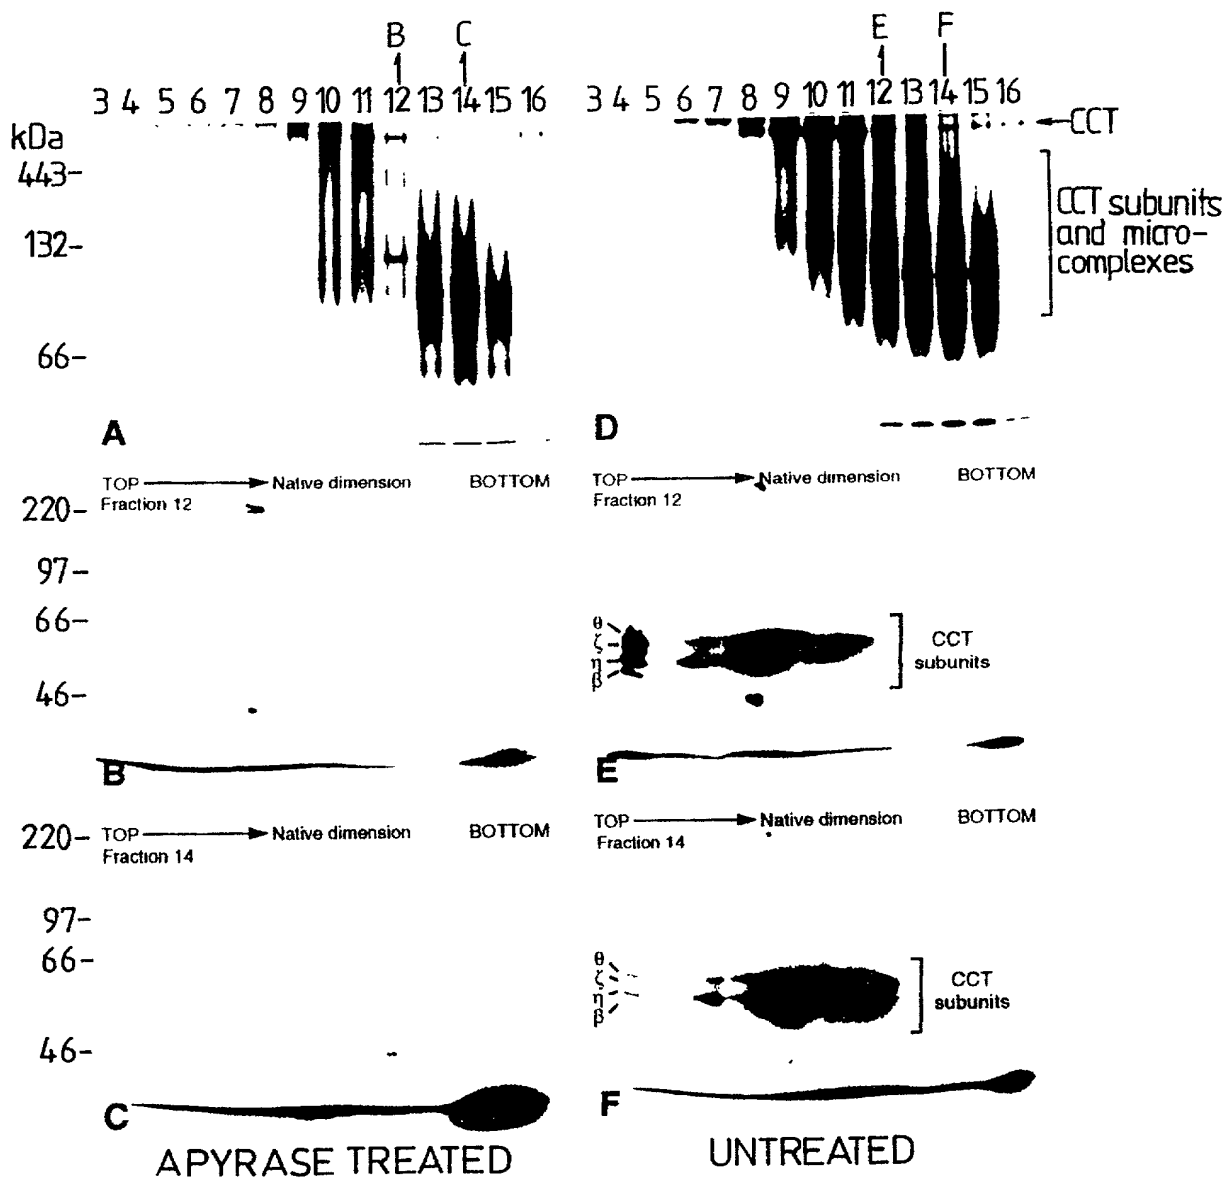 B C
3 4 5 6 7 8 9 10 11 12 13 14 15 16
kDa
443-
132-
66-
A
E F
3 4 5 6 7 8 9 10 11 12 13 14 15 16
CCT
CCT subunits
and micro-
complexes
D
TOP Native dimension BOTTOM
Fraction 12
220-
97-
66-
46-
B
TOP Native dimension BOTTOM
Fraction 12
θ
ζ
η
β
CCT
subunits
E
TOP Native dimension BOTTOM
Fraction 14
220-
97-
66-
46-
C
APYRASE TREATED
TOP Native dimension BOTTOM
Fraction 14
θ
ζ
η
β
CCT
subunits
F
UNTREATED